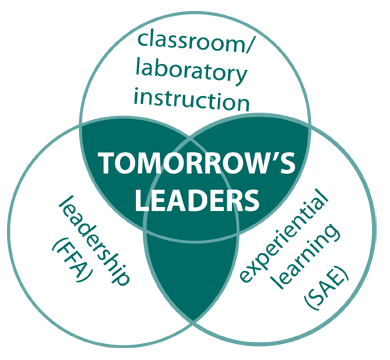 classroom/
laboratory
instruction
TOMORROW'S
LEADERS
leadership
(FFA)
experiential
learning
(SAE)